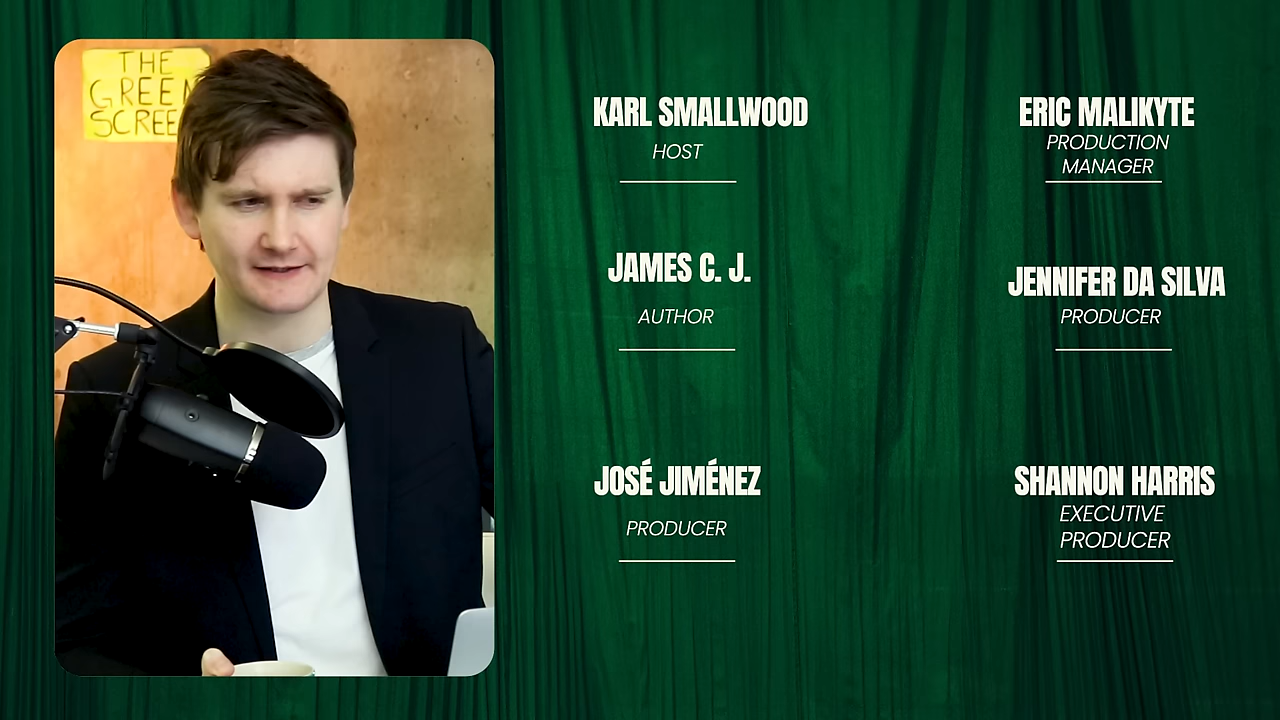 THE
GREEN
SCREE
KARL SMALLWOOD
HOST
JAMES C. J.
AUTHOR
JOSÉ JIMÉNEZ
PRODUCER
ERIC MALIKYTE
PRODUCTION
MANAGER
JENNIFER DA SILVA
PRODUCER
SHANNON HARRIS
EXECUTIVE
PRODUCER